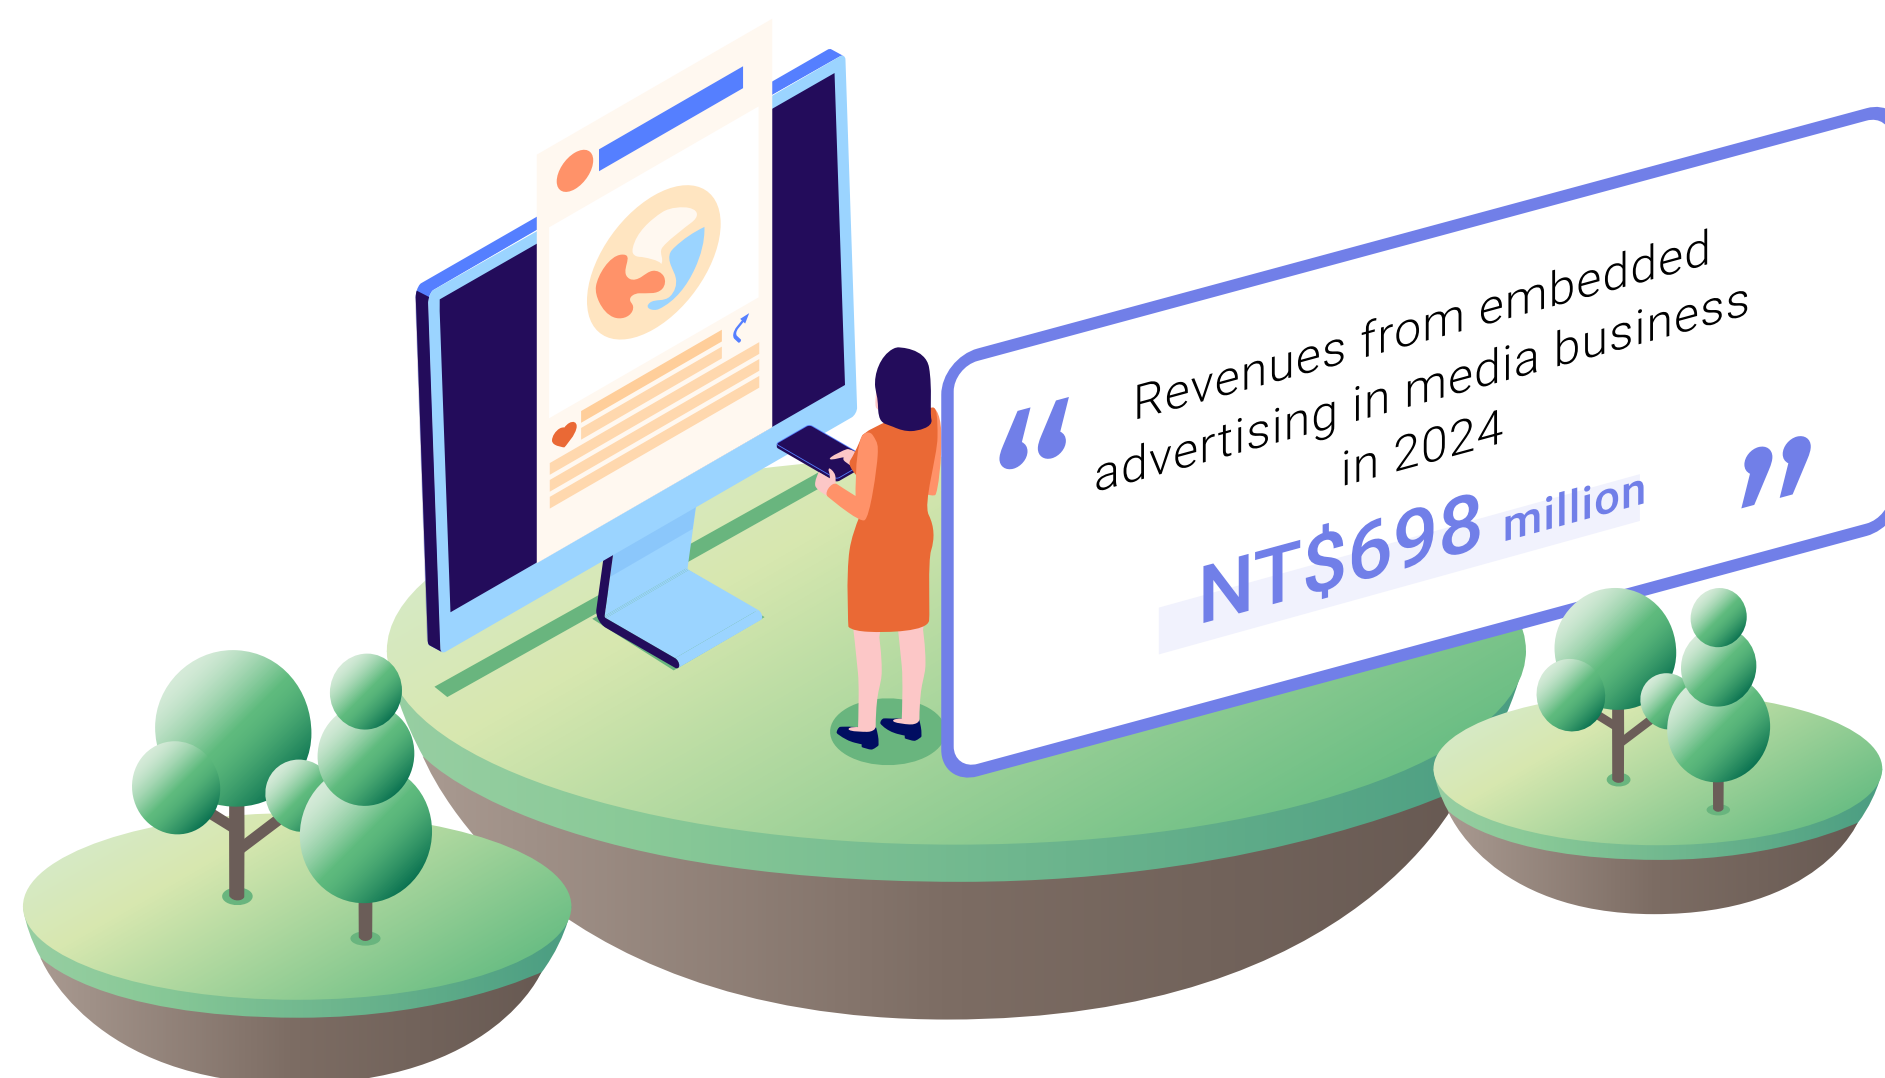 “
Revenues from embedded
advertising in media business
in 2024
NT$698 million
”